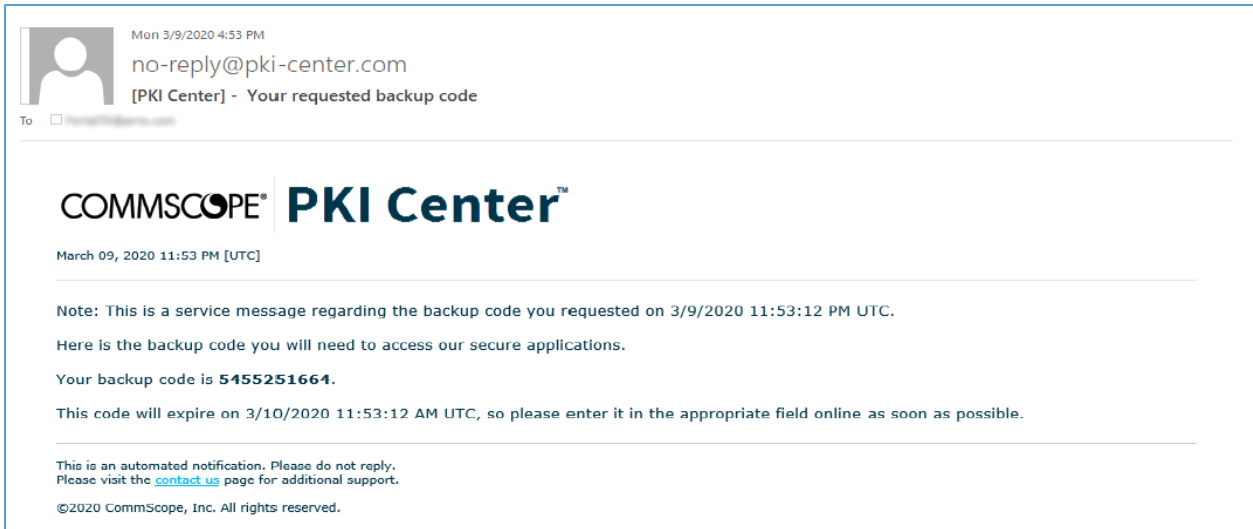 Mon 3/9/2020 4:53 PM
no-reply@pki-center.com
[PKI Center] - Your requested backup code
To
COMMSCOPE® PKI Center™
March 09, 2020 11:53 PM [UTC]
Note: This is a service message regarding the backup code you requested on 3/9/2020 11:53:12 PM UTC.
Here is the backup code you will need to access our secure applications.
Your backup code is 5455251664.
This code will expire on 3/10/2020 11:53:12 AM UTC, so please enter it in the appropriate field online as soon as possible.
This is an automated notification. Please do not reply.
Please visit the contact us page for additional support.
©2020 CommScope, Inc. All rights reserved.